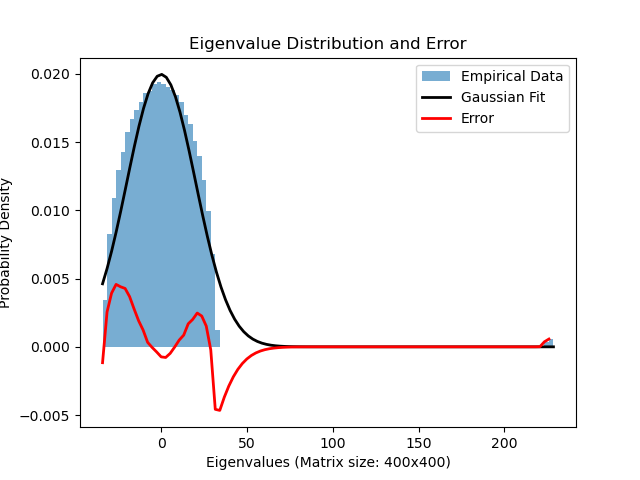 Eigenvalue Distribution and Error
Empirical Data
Gaussian Fit
Error
Probability Density
0.020
0.015
0.010
0.005
0.000
−0.005
0
50
100
150
200
Eigenvalues (Matrix size: 400x400)